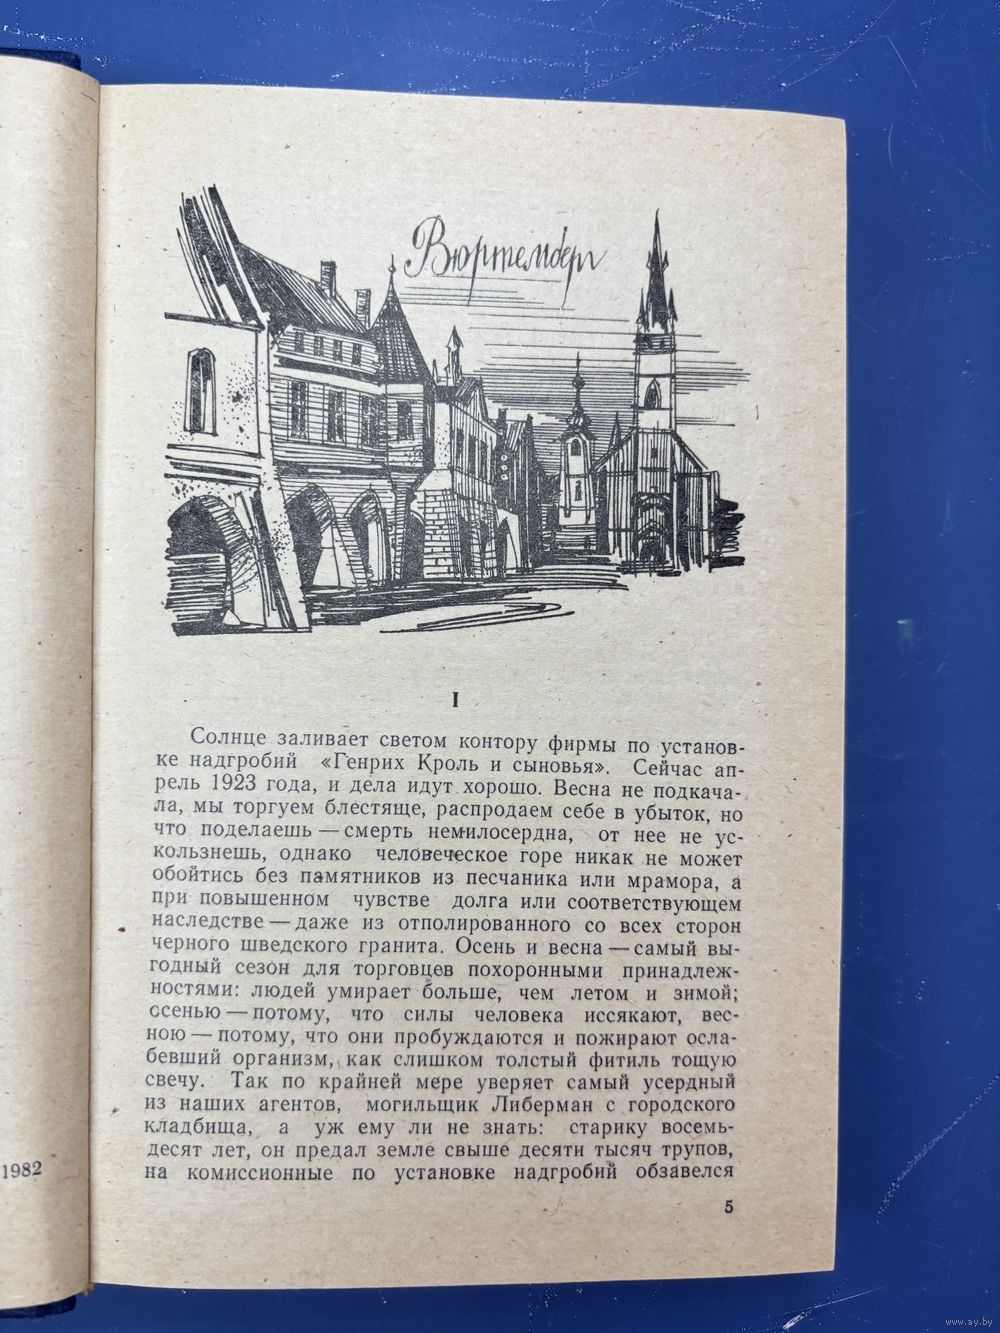 Вюртемберг
I
Солнце заливает светом контору фирмы по установ-
ке надгробий «Генрих Кроль и сыновья». Сейчас ап-
рель 1923 года, и дела идут хорошо. Весна не подкача-
ла, мы торгуем блестяще, распродаем себе в убыток, но
что поделаешь — смерть немилосердна, от нее не ус-
кользнешь, однако человеческое горе никак не может
обойтись без памятников из песчаника или мрамора, а
при повышенном чувстве долга или соответствующем
наследстве — даже из отполированного со всех сторон
черного шведского гранита. Осень и весна — самый вы-
годный сезон для торговцев похоронными принадлеж-
ностями: людей умирает больше, чем летом и зимой;
осенью — потому, что силы человека иссякают, вес-
ною — потому, что они пробуждаются и пожирают осла-
бевший организм, как слишком толстый фитиль тощую
свечу. Так по крайней мере уверяет самый усердный
из наших агентов, могильщик Либерман с городского
кладбища, а уж ему ли не знать: старику восемь-
десят лет, он предал земле свыше десяти тысяч трупов,
на комиссионные по установке надгробий обзавелся
5
1982
www.ay.by